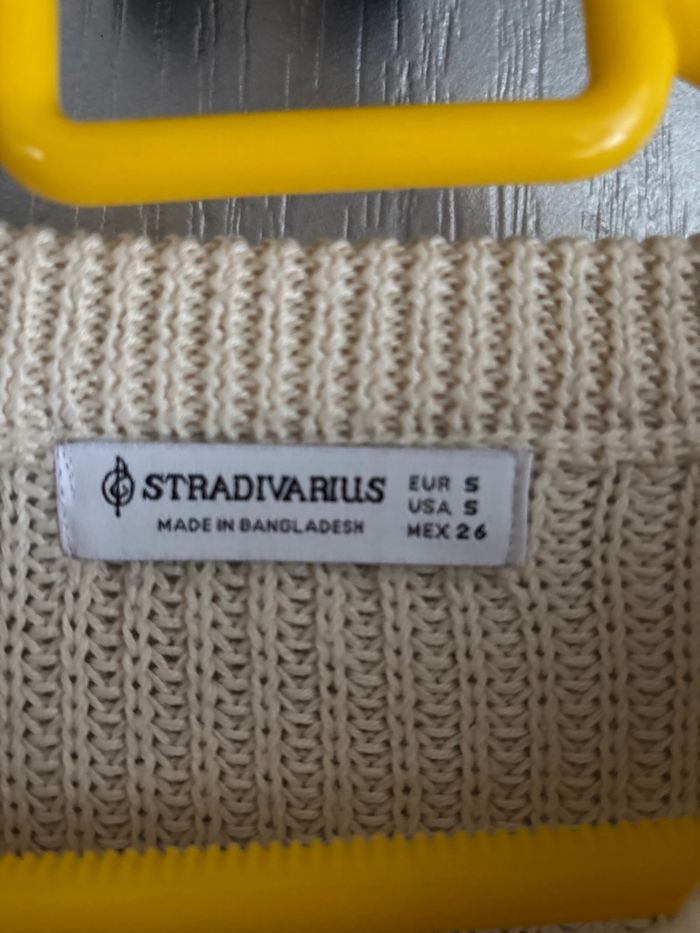 STRADIVARIUS
MADE IN BANGLADESH
EUR S
USA S
MEX 26